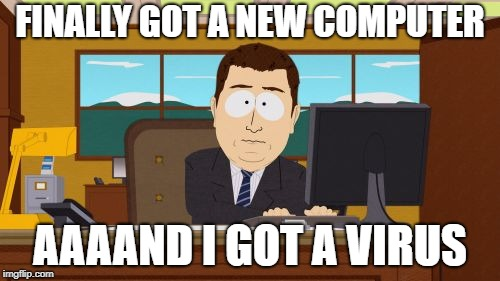 FINALLY GOT A NEW COMPUTER
AAAAND I GOT A VIRUS
imgflip.com